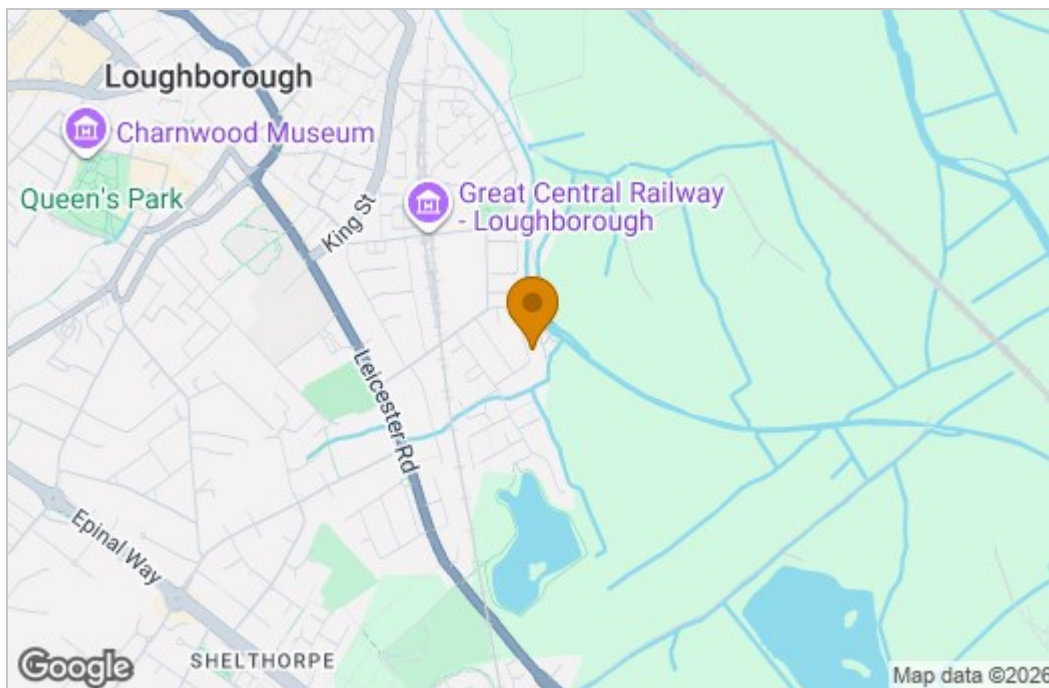 Loughborough
Charnwood Museum
Queen's Park
King St
Great Central Railway
- Loughborough
Leicester Rd
Epinal Way
SHELTHORPE
Google
Map data ©2026